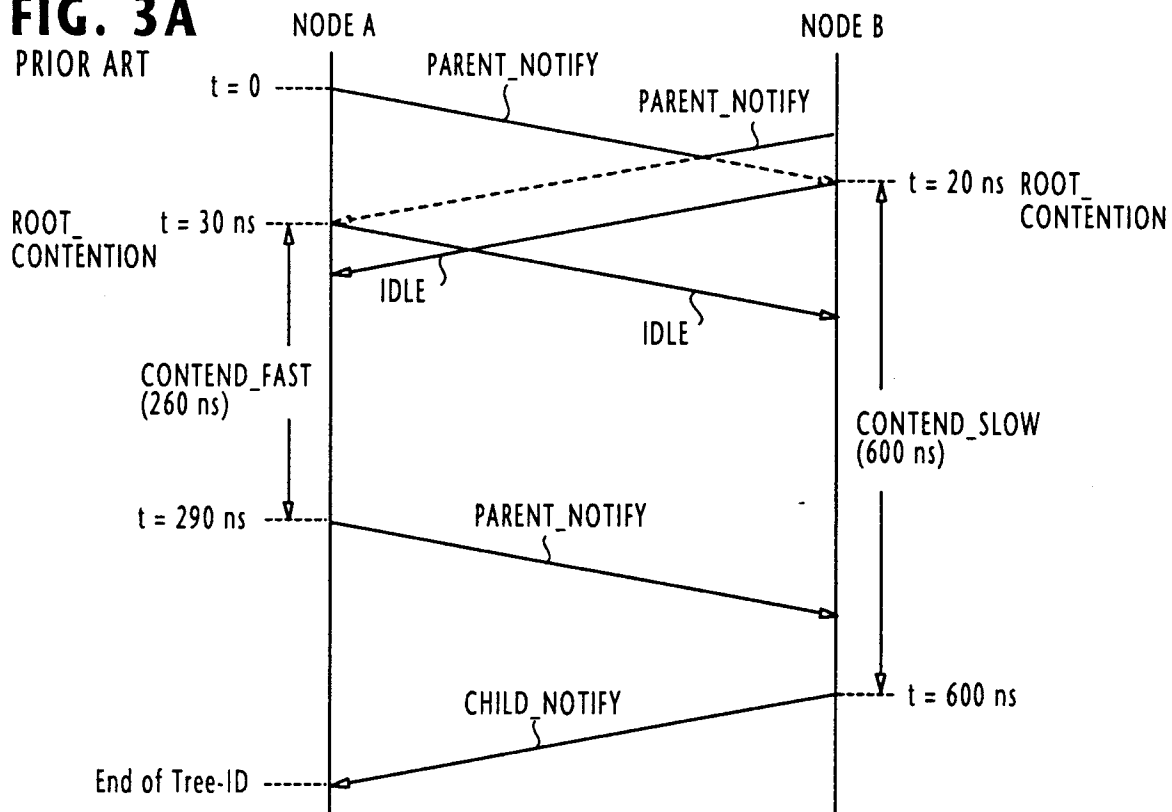 FIG. 3A
PRIOR ART
NODE A
NODE B
t = 0
PARENT_NOTIFY
PARENT_NOTIFY
t = 20 ns ROOT_
CONTENTION
ROOT_
CONTENTION
t = 30 ns
IDLE
IDLE
CONTEND_FAST
(260 ns)
CONTEND_SLOW
(600 ns)
t = 290 ns
PARENT_NOTIFY
CHILD_NOTIFY
t = 600 ns
End of Tree-ID